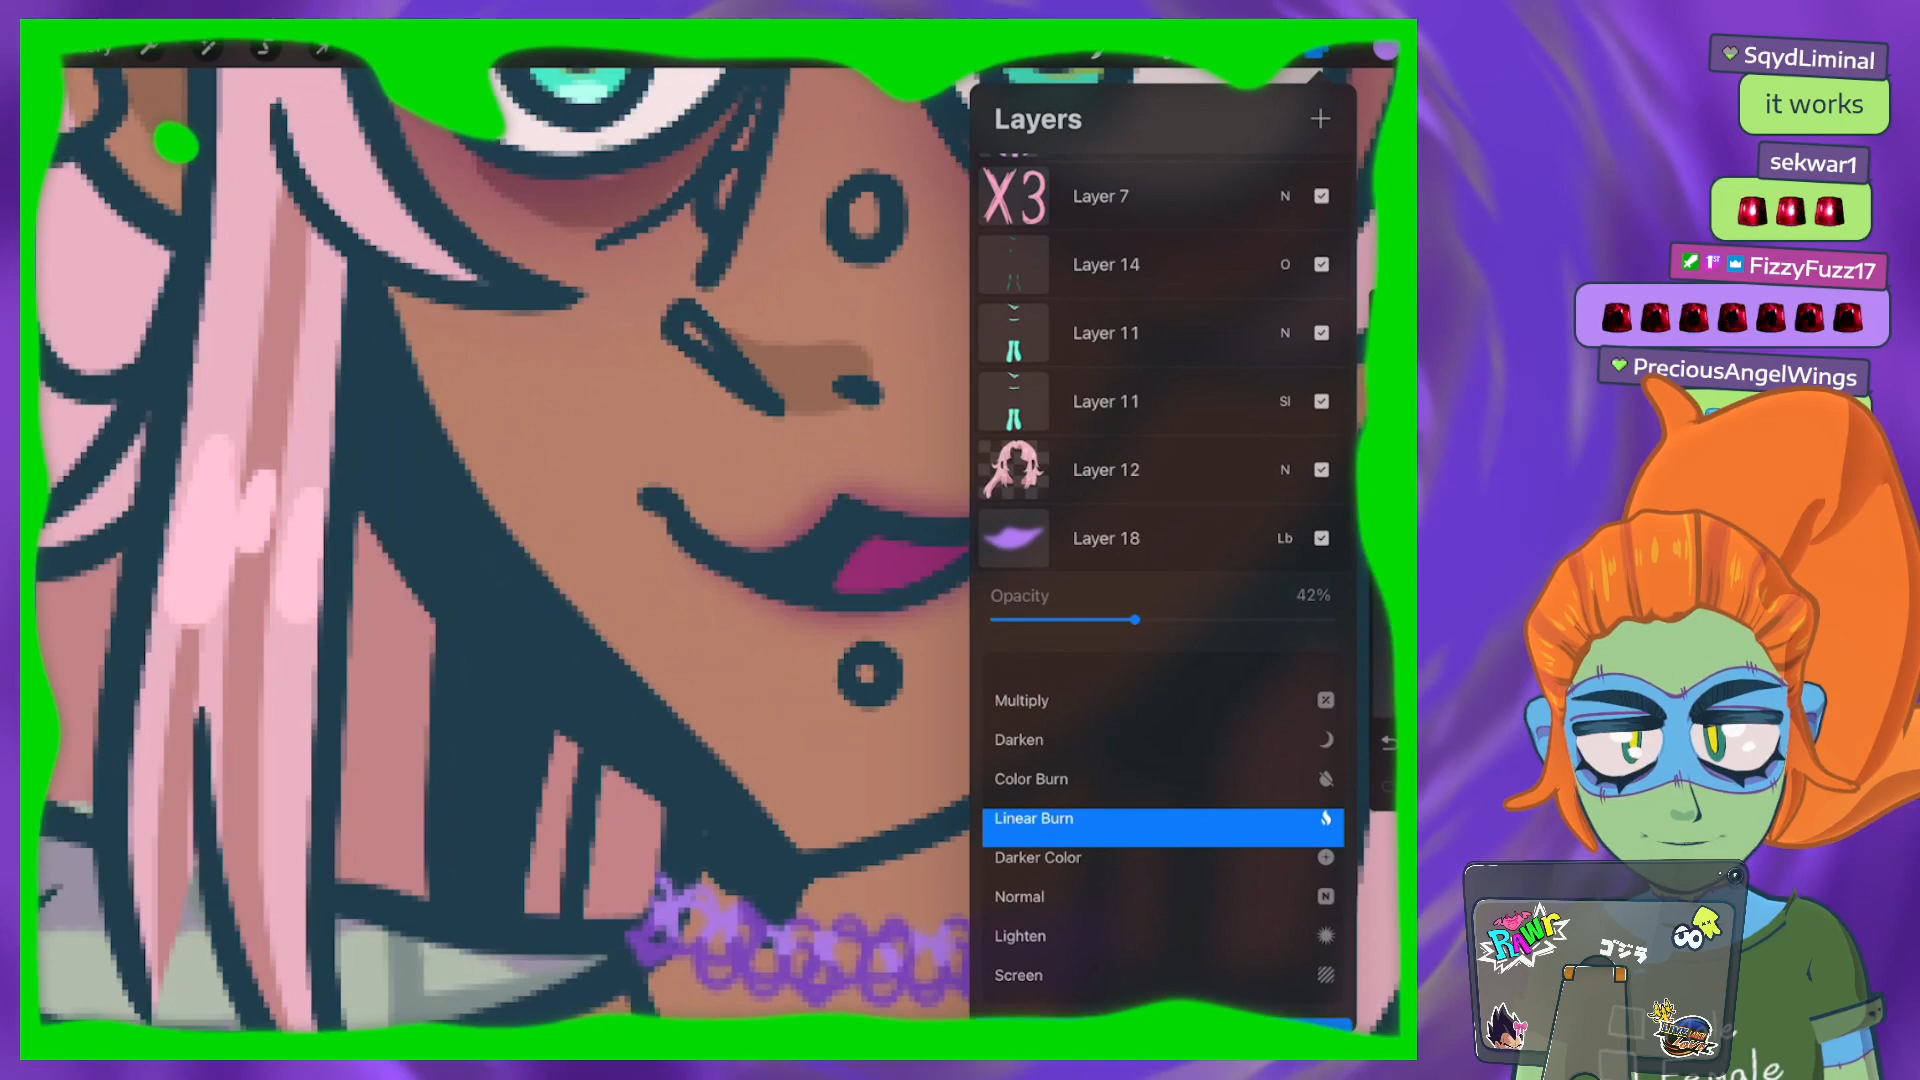 Layers
X3
Layer 7
N
Layer 14
O
Layer 11
N
Layer 11
Sl
Layer 12
N
Layer 18
Lb
Opacity
42%
Multiply
Darken
Color Burn
Linear Burn
Darker Color
Normal
N
Lighten
Screen
SqydLiminal
it works
sekwar1
1ST FizzyFuzz17
PreciousAngelWings
RAWr
ゴジラ